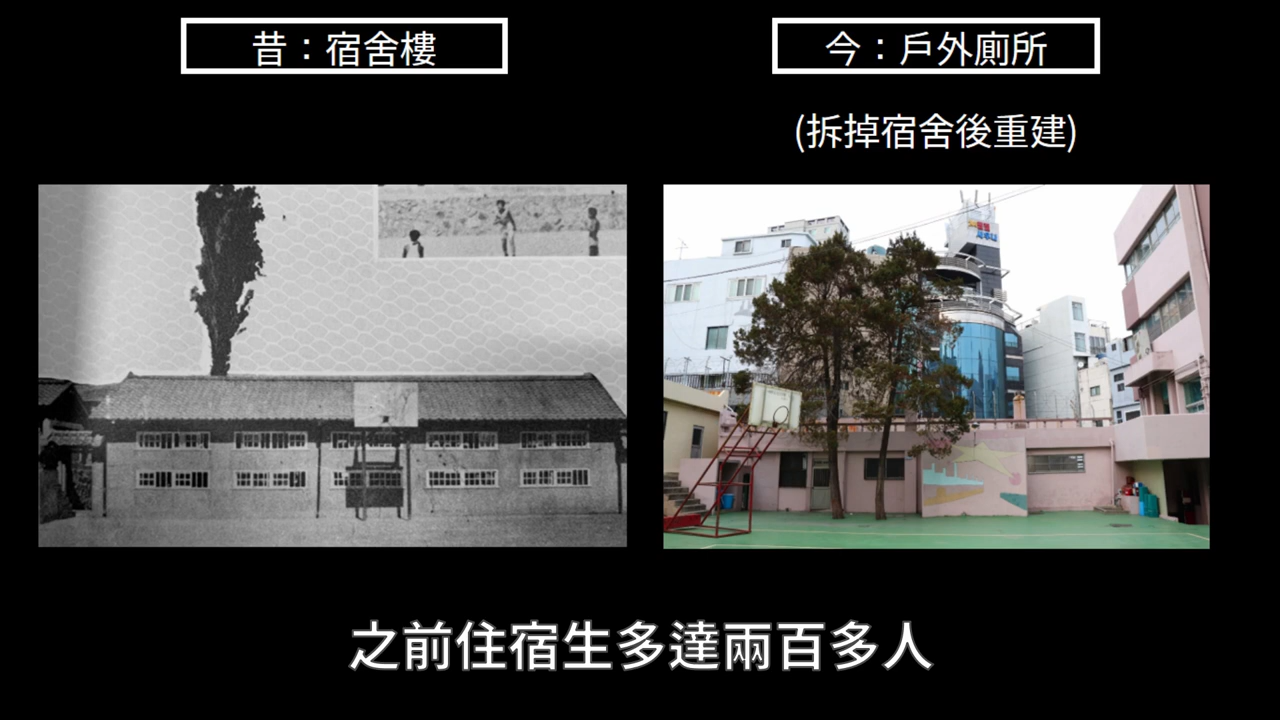 昔：宿舍樓
今：戶外廁所
(拆掉宿舍後重建)
之前住宿生多達兩百多人